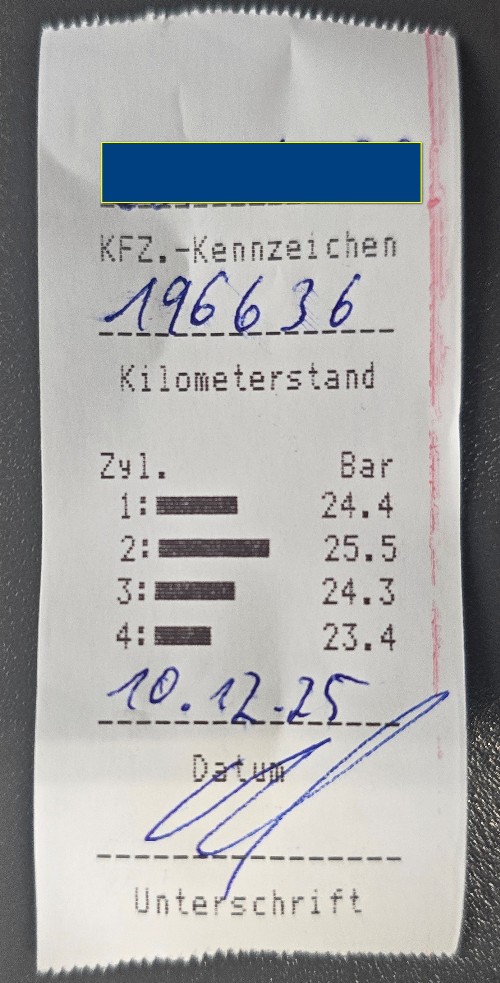 KFZ.-Kennzeichen
196636
Kilometerstand
Zyl. Bar
1: 24.4
2: 25.5
3: 24.3
4: 23.4
10.12.25
Datum
Unterschrift